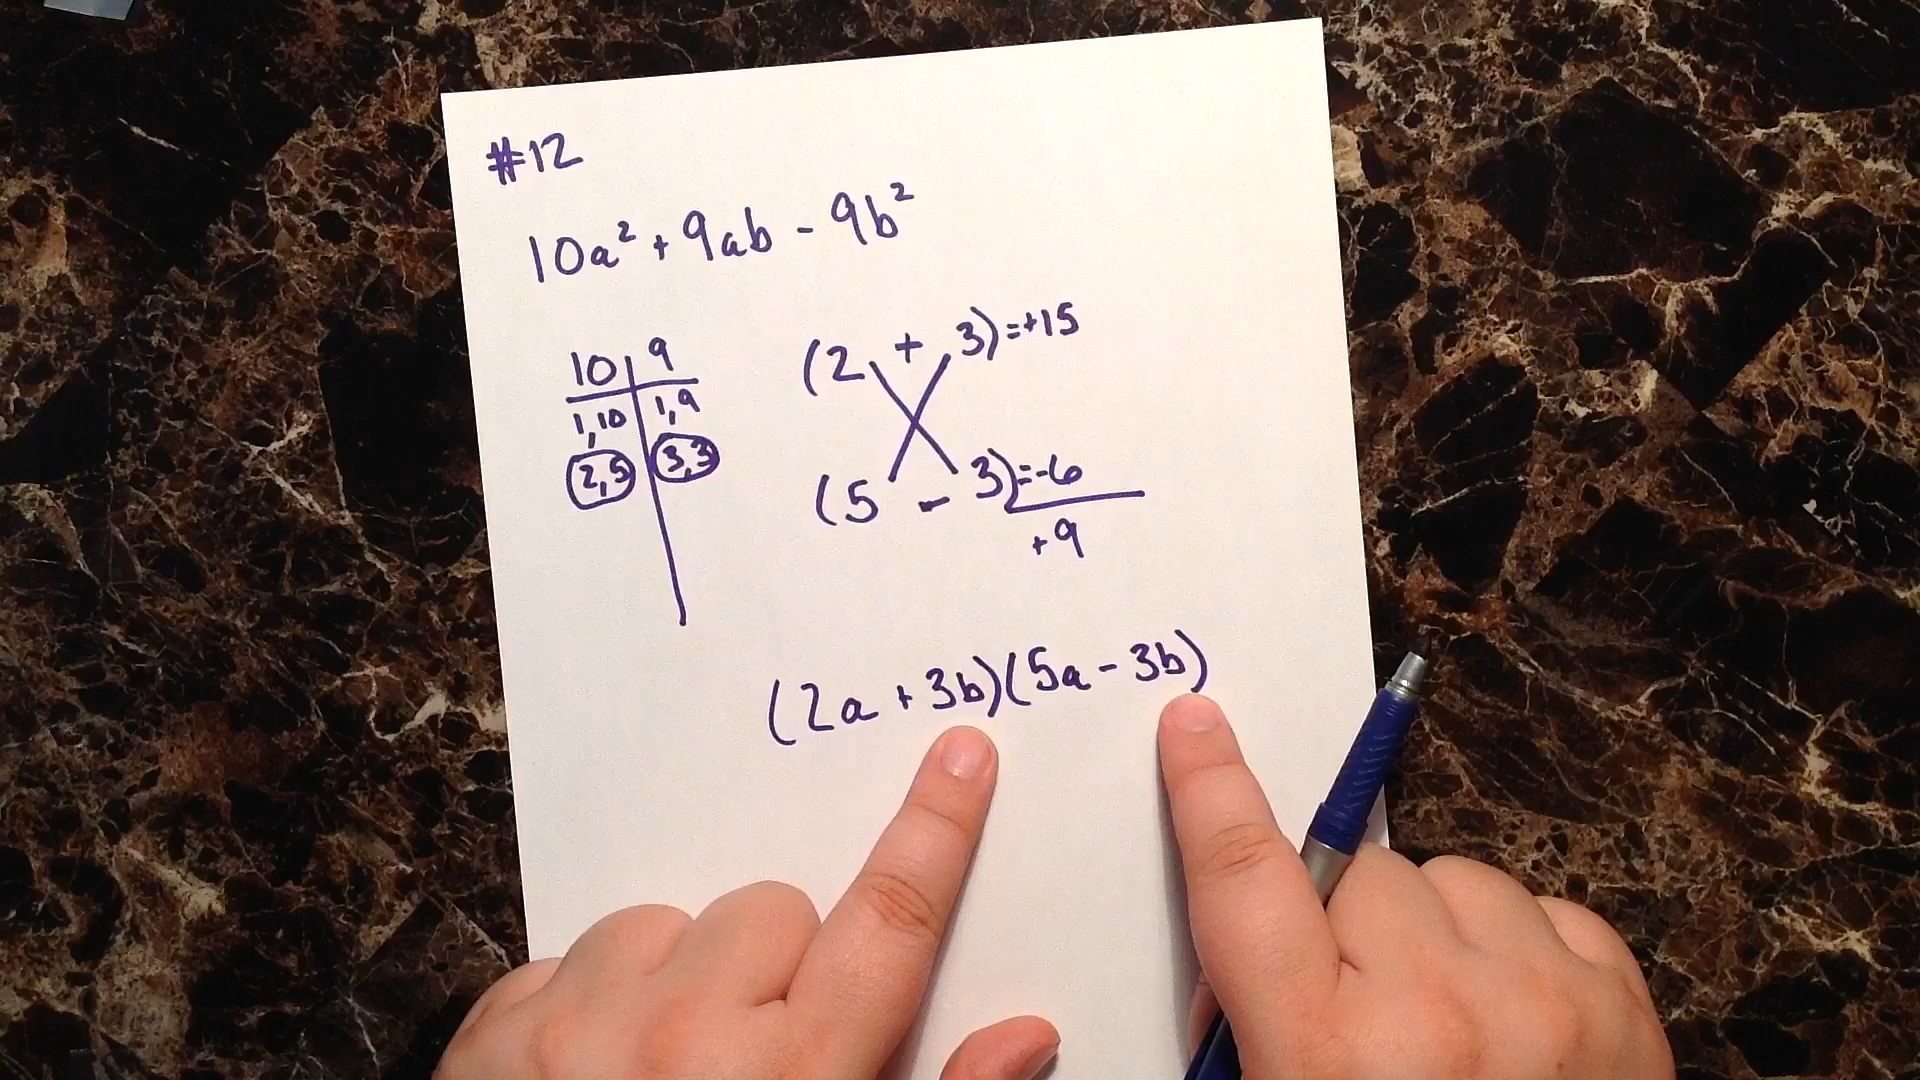 #12
10a² + 9ab - 9b²
10 | 9
1,10 | 1,9
2,5 | 3,3
(2 + 3)=+15
(5 - 3)=-6
+9
(2a + 3b)(5a - 3b)